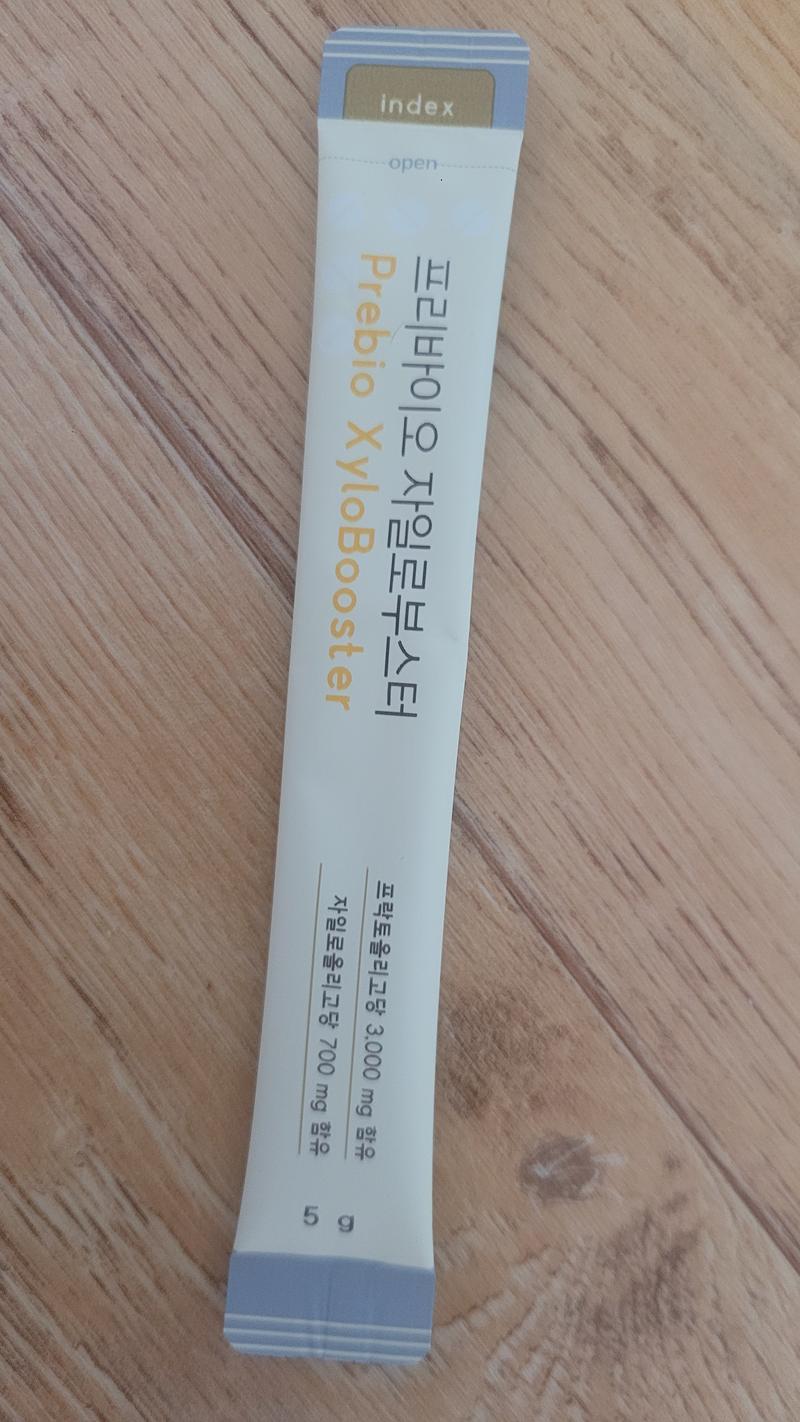 index
open
프리바이오 자일로부스터
Prebio XyloBooster
프락토올리고당 3,000 mg 함유
자일로올리고당 700 mg 함유
5 g